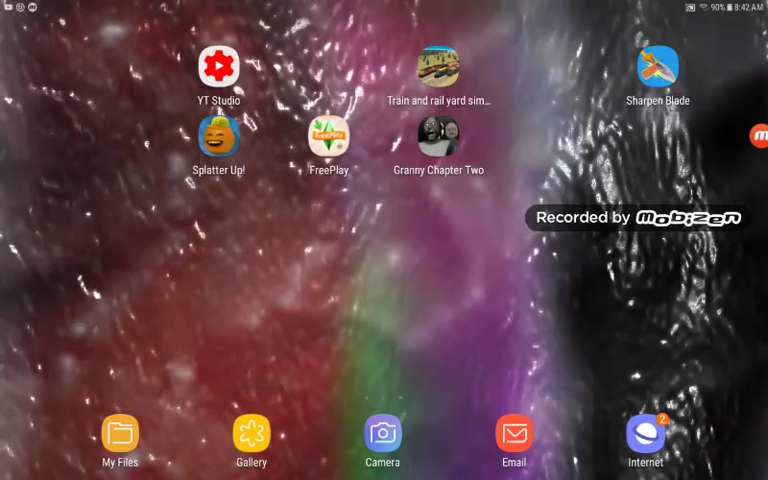 90% 8:42 AM
YT Studio
Train and rail yard sim...
Sharpen Blade
Splatter Up!
FreePlay
FreePlay
Granny Chapter Two
Recorded by mobizen
My Files
Gallery
Camera
Email
2
Internet